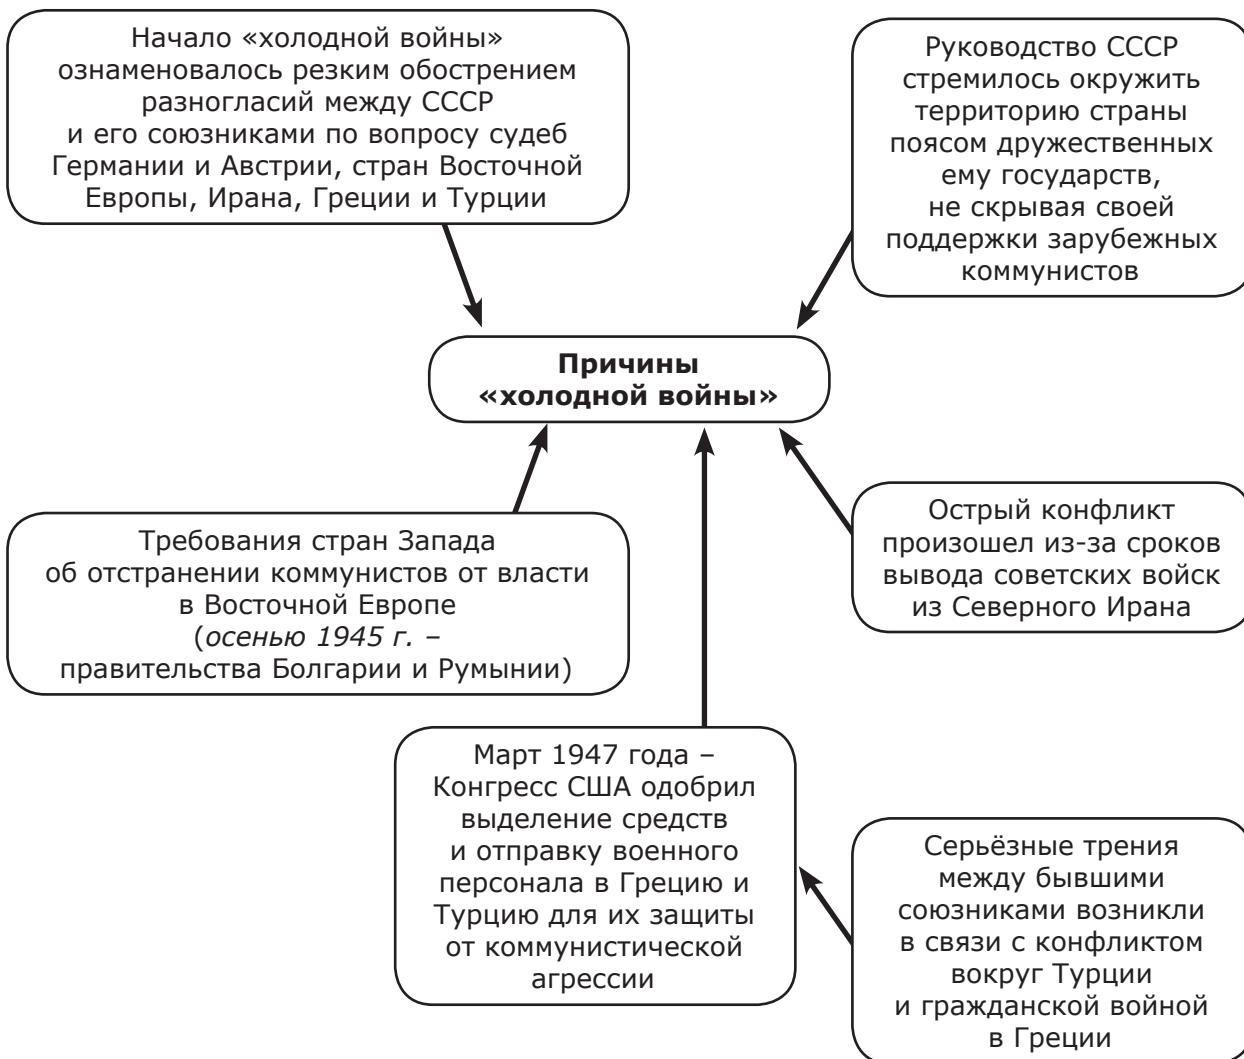 Начало «холодной войны»
ознаменовалось резким обострением
разногласий между СССР
и его союзниками по вопросу судеб
Германии и Австрии, стран Восточной
Европы, Ирана, Греции и Турции
Руководство СССР
стремилось окружить
территорию страны
поясом дружественных
ему государств,
не скрывая своей
поддержки зарубежных
коммунистов
Причины
«холодной войны»
Требования стран Запада
об отстранении коммунистов от власти
в Восточной Европе
(осенью 1945 г. –
правительства Болгарии и Румынии)
Острый конфликт
произошел из-за сроков
вывода советских войск
из Северного Ирана
Март 1947 года –
Конгресс США одобрил
выделение средств
и отправку военного
персонала в Грецию и
Турцию для их защиты
от коммунистической
агрессии
Серьёзные трения
между бывшими
союзниками возникли
в связи с конфликтом
вокруг Турции
и гражданской войной
в Греции